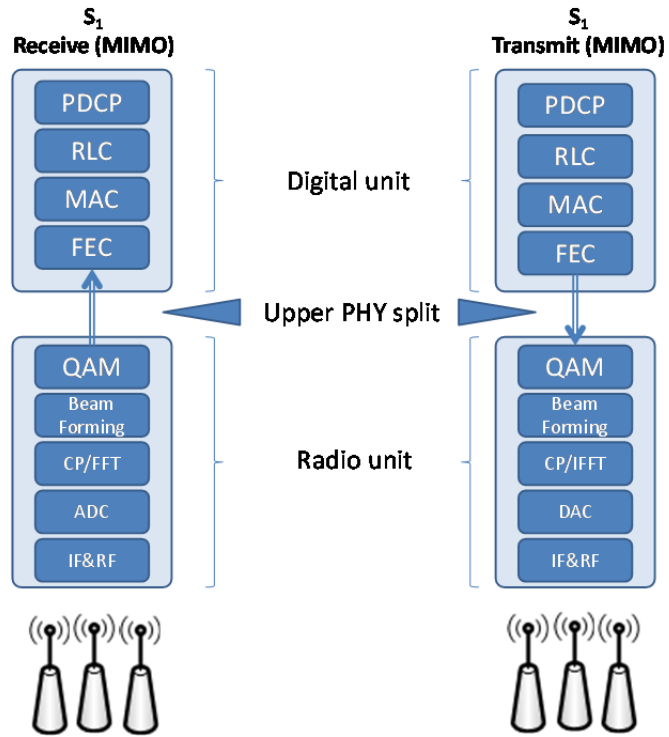 S1
Receive (MIMO)
PDCP
RLC
MAC
FEC
QAM
Beam
Forming
CP/FFT
ADC
IF&RF
Digital unit
Upper PHY split
Radio unit
S1
Transmit (MIMO)
PDCP
RLC
MAC
FEC
QAM
Beam
Forming
CP/IFFT
DAC
IF&RF